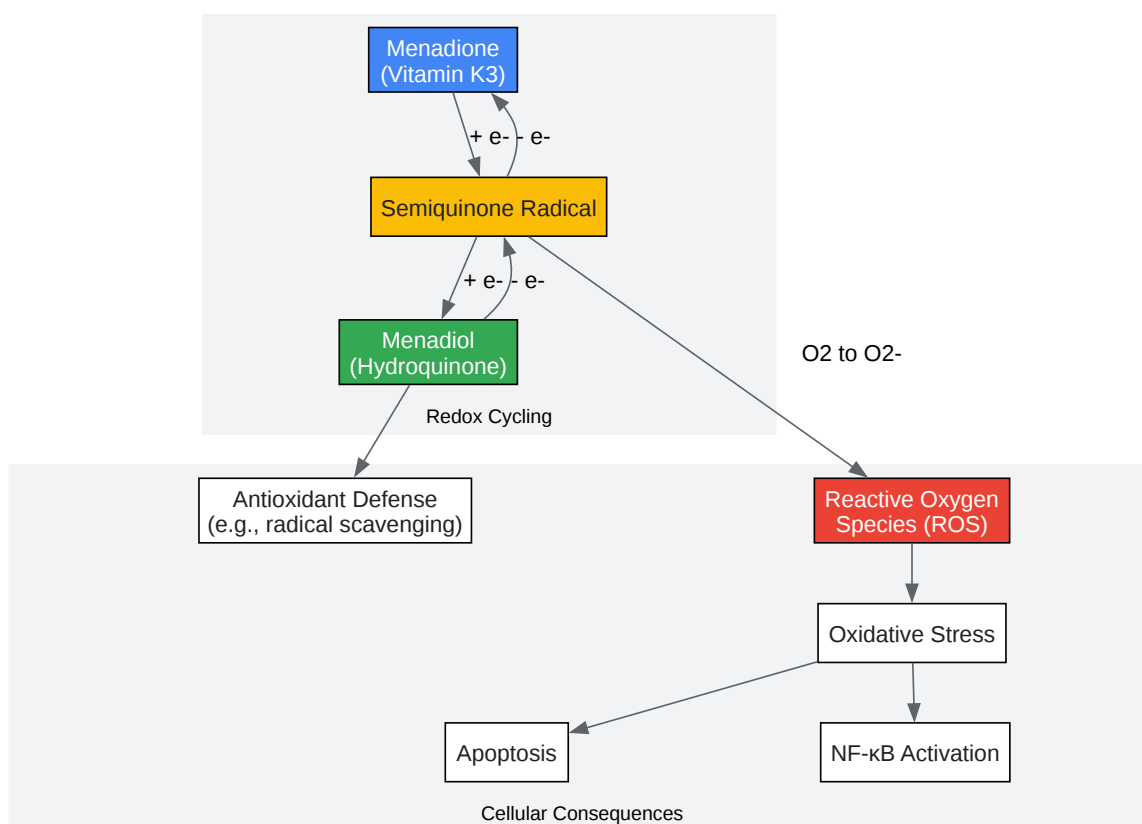 Menadione
(Vitamin K3)
+ e-
- e-
Semiquinone Radical
+ e-
- e-
Menadiol
(Hydroquinone)
O2 to O2-
Redox Cycling
Antioxidant Defense
(e.g., radical scavenging)
Reactive Oxygen
Species (ROS)
Oxidative Stress
Apoptosis
NF-κB Activation
Cellular Consequences